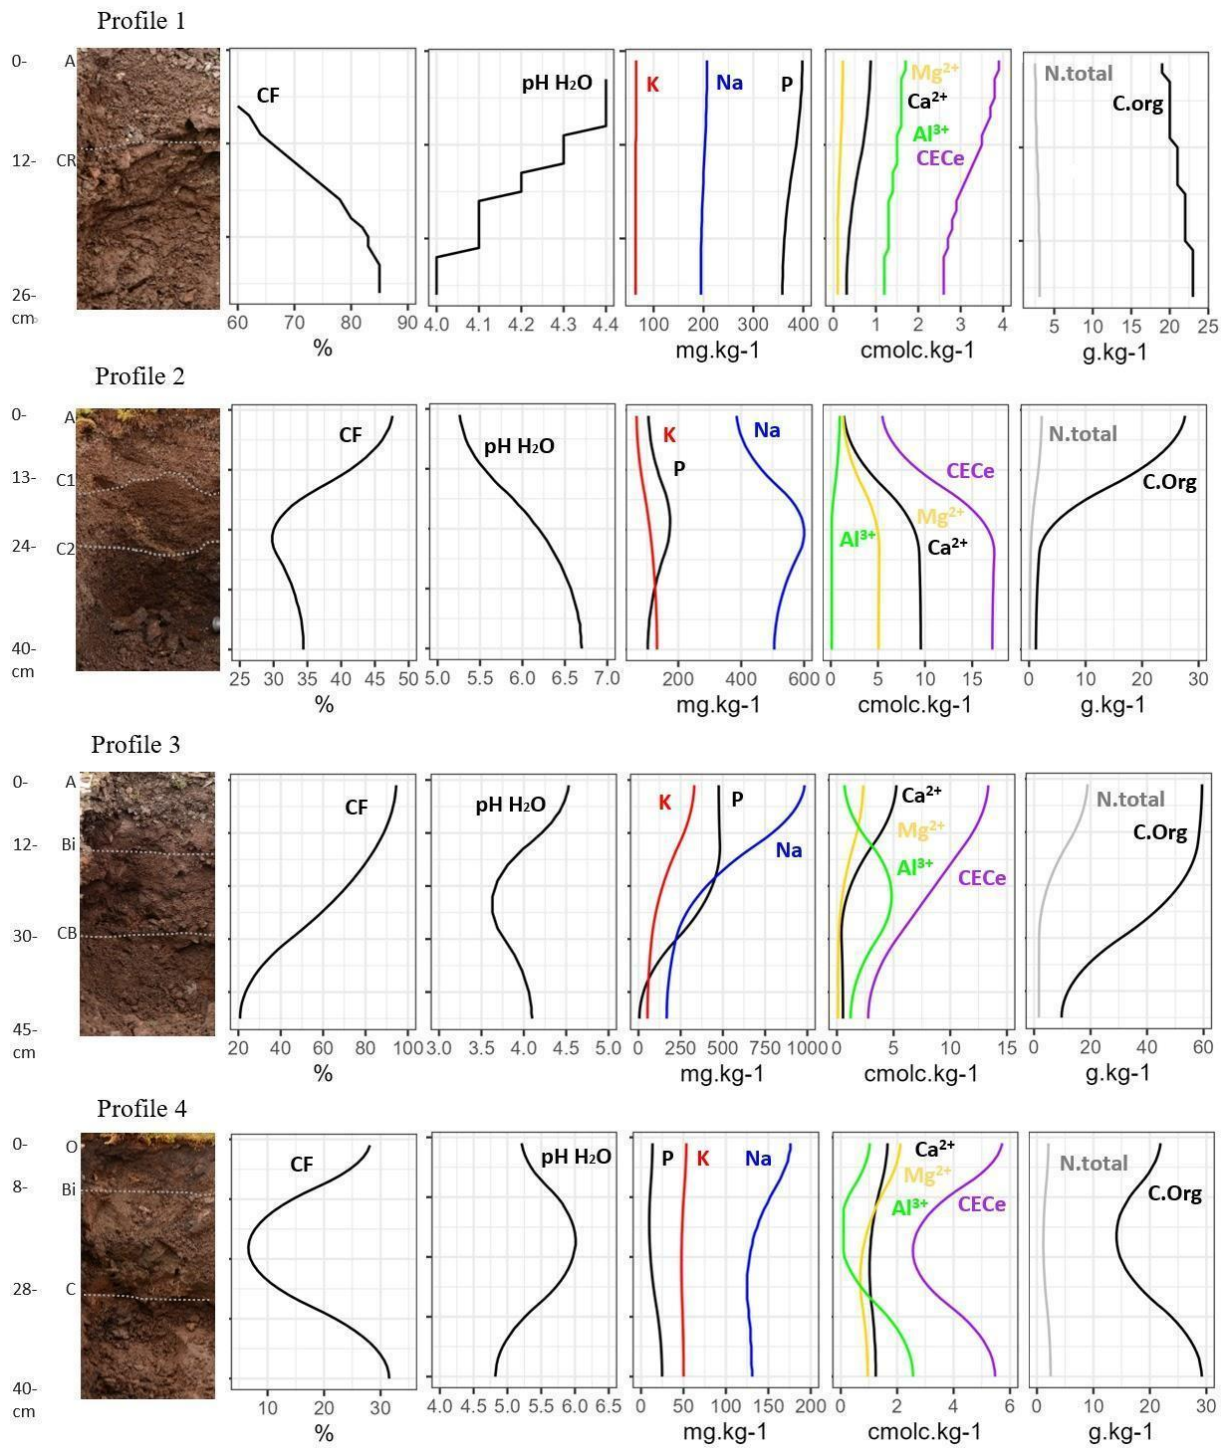 Profile 1
0- A
CF
pH H₂O
K Na P
Mg²⁺
Ca²⁺
Al³⁺
CECe
N.total
C.org
12- CR
26-
cm
60 70 80 90
%
4.0 4.1 4.2 4.3 4.4
100 200 300 400
mg.kg-1
0 1 2 3 4
cmolc.kg-1
5 10 15 20 25
g.kg-1
Profile 2
0- A
CF
pH H₂O
K
P
Na
CECe
Mg²⁺
Al³⁺ Ca²⁺
N.total
C.Org
13- C1
24- C2
40-
cm
25 30 35 40 45 50
%
5.0 5.5 6.0 6.5 7.0
200 400 600
mg.kg-1
0 5 10 15
cmolc.kg-1
0 10 20 30
g.kg-1
Profile 3
0- A
CF
pH H₂O
K P
Na
Ca²⁺
Mg²⁺
Al³⁺
CECe
N.total
C.Org
12- Bi
30- CB
45-
cm
20 40 60 80 100
%
3.0 3.5 4.0 4.5 5.0
0 250 500 750 1000
mg.kg-1
0 5 10 15
cmolc.kg-1
0 20 40 60
g.kg-1
Profile 4
0- O
CF
pH H₂O
P K Na
Ca²⁺
Mg²⁺
Al³⁺
CECe
N.total
C.Org
8- Bi
28- C
40-
cm
10 20 30
%
4.0 4.5 5.0 5.5 6.0 6.5
0 50 100 150 200
mg.kg-1
0 2 4 6
cmolc.kg-1
0 10 20 30
g.kg-1